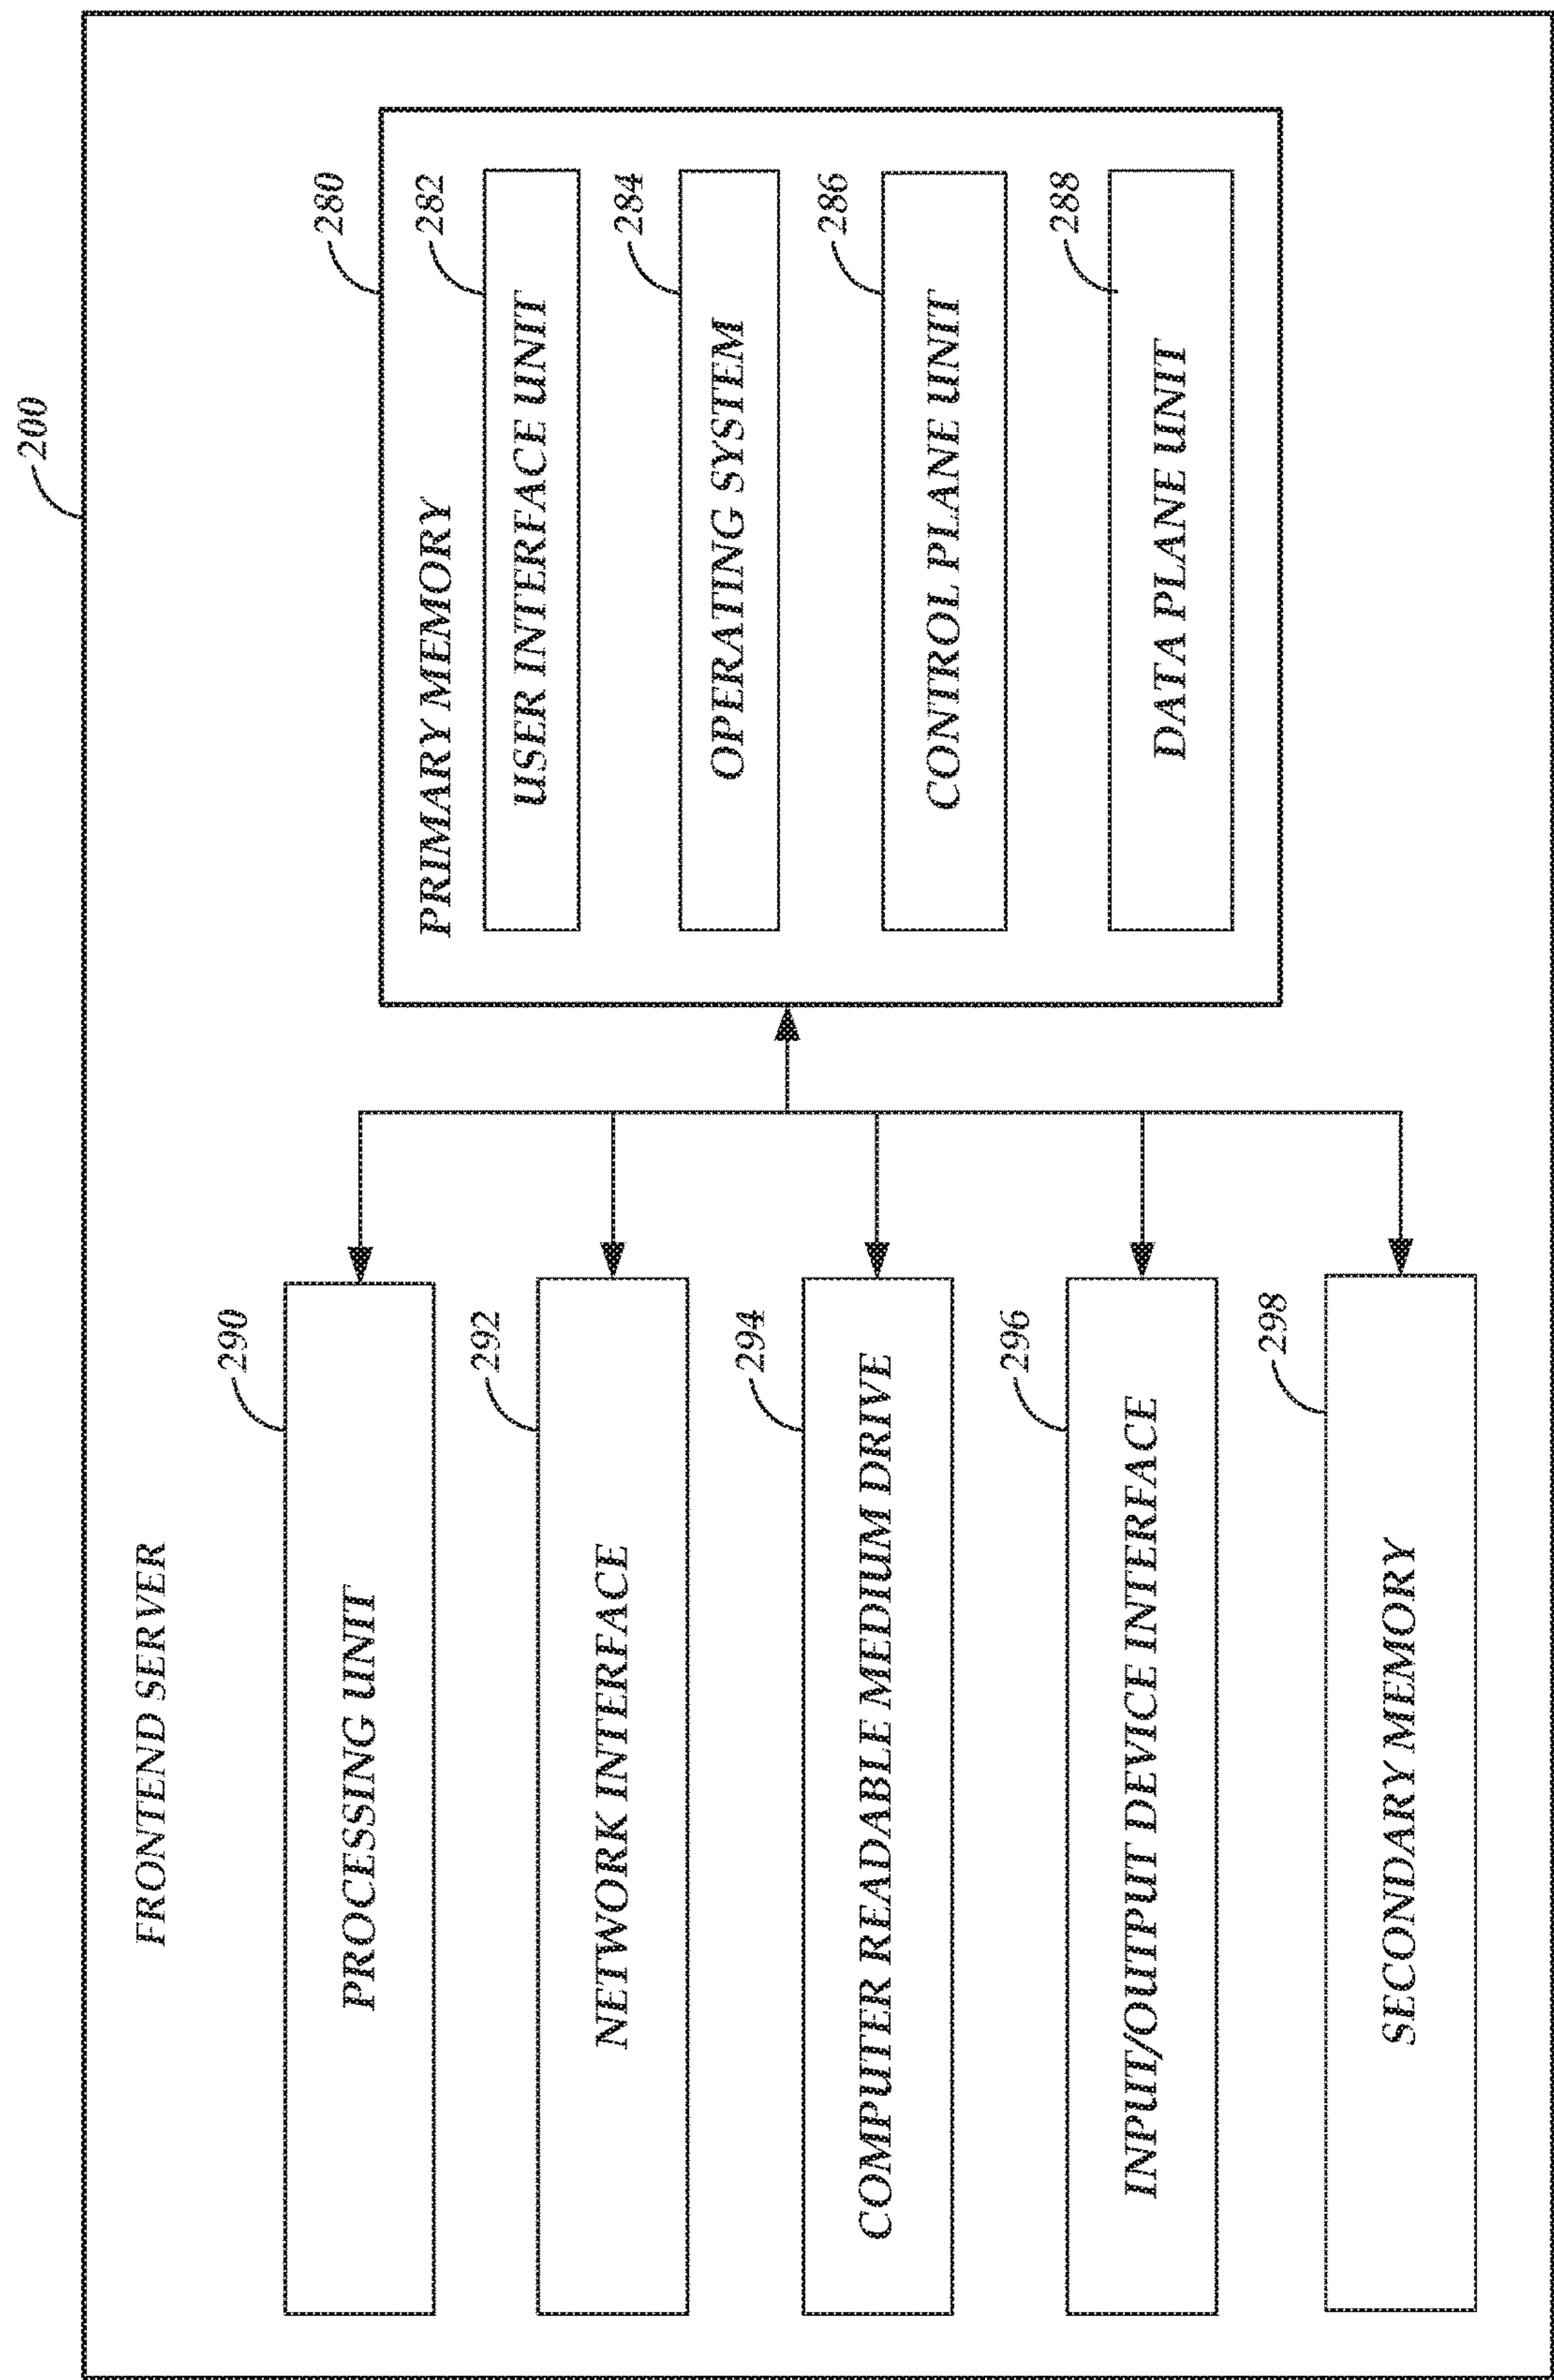 200
FRONTEND SERVER
290
PROCESSING UNIT
292
NETWORK INTERFACE
294
COMPUTER READABLE MEDIUM DRIVE
296
INPUT/OUTPUT DEVICE INTERFACE
298
SECONDARY MEMORY
280
PRIMARY MEMORY
282
USER INTERFACE UNIT
284
OPERATING SYSTEM
286
CONTROL PLANE UNIT
288
DATA PLANE UNIT